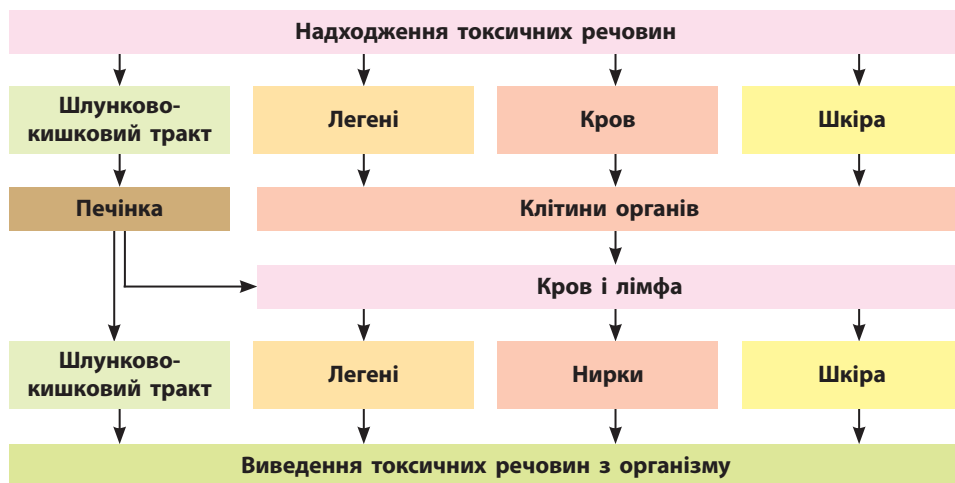 Надходження токсичних речовин
Шлунково-
кишковий тракт
Легені
Кров
Шкіра
Печінка
Клітини органів
Кров і лімфа
Шлунково-
кишковий тракт
Легені
Нирки
Шкіра
Виведення токсичних речовин з організму